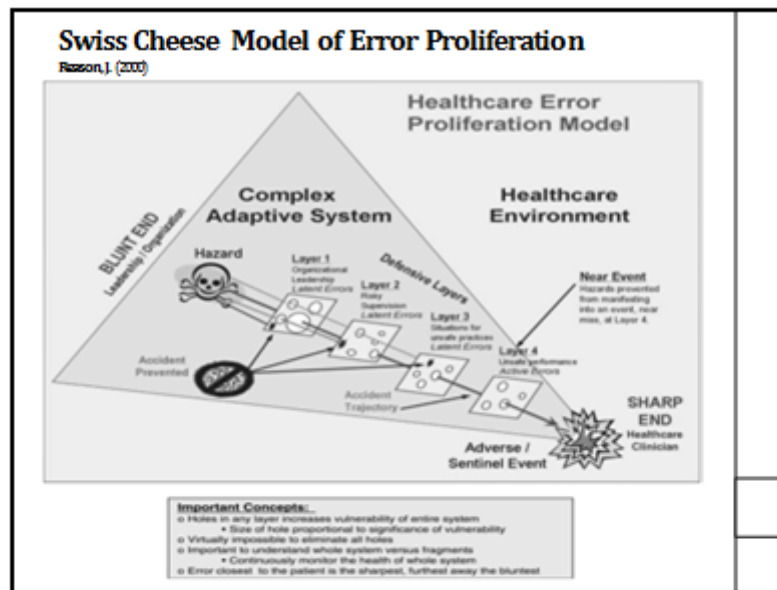 Swiss Cheese Model of Error Proliferation
Reason, J. (2000)
Healthcare Error
Proliferation Model
Complex
Adaptive System
Healthcare
Environment
BLUNT END
Leadership / Organization
Hazard
Defensive Layers
Layer 1
Organizational
Leadership
Latent Errors
Layer 2
Risky
Supervision
Latent Errors
Layer 3
Situations for
unsafe practices
Latent Errors
Layer 4
Unsafe performance
Active Errors
Near Event
Hazards prevented
from manifesting
into an event, near
miss, at Layer 4.
Accident
Prevented
Accident
Trajectory
Adverse /
Sentinel Event
SHARP
END
Healthcare
Clinician
Important Concepts:
o Holes in any layer increases vulnerability of entire system
• Size of hole proportional to significance of vulnerability
o Virtually impossible to eliminate all holes
o Important to understand whole system versus fragments
• Continuously monitor the health of whole system
o Error closest to the patient is the sharpest, furthest away the bluntest